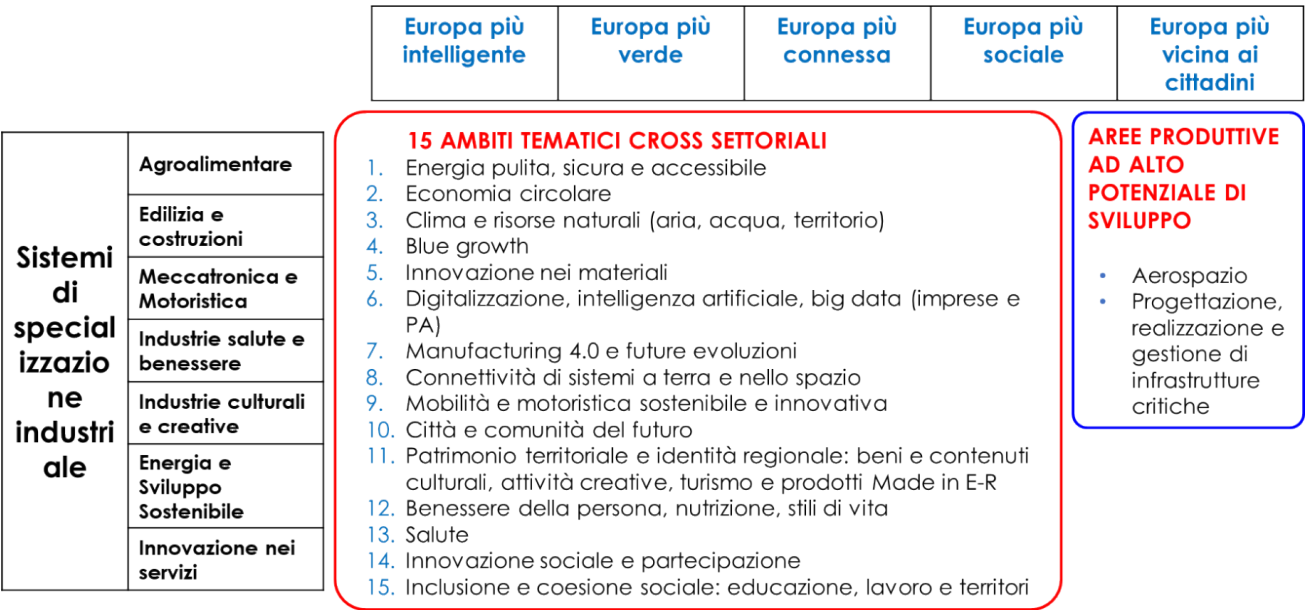 Europa più
intelligente
Europa più
verde
Europa più
connessa
Europa più
sociale
Europa più
vicina ai
cittadini
Sistemi
di
special
izzazio
ne
industri
ale
Agroalimentare
Edilizia e
costruzioni
Meccatronica e
Motoristica
Industrie salute e
benessere
Industrie culturali
e creative
Energia e
Sviluppo
Sostenibile
Innovazione nei
servizi
15 AMBITI TEMATICI CROSS SETTORIALI
1. Energia pulita, sicura e accessibile
2. Economia circolare
3. Clima e risorse naturali (aria, acqua, territorio)
4. Blue growth
5. Innovazione nei materiali
6. Digitalizzazione, intelligenza artificiale, big data (imprese e
PA)
7. Manufacturing 4.0 e future evoluzioni
8. Connettività di sistemi a terra e nello spazio
9. Mobilità e motoristica sostenibile e innovativa
10. Città e comunità del futuro
11. Patrimonio territoriale e identità regionale: beni e contenuti
culturali, attività creative, turismo e prodotti Made in E-R
12. Benessere della persona, nutrizione, stili di vita
13. Salute
14. Innovazione sociale e partecipazione
15. Inclusione e coesione sociale: educazione, lavoro e territori
AREE PRODUTTIVE
AD ALTO
POTENZIALE DI
SVILUPPO
• Aerospazio
• Progettazione,
realizzazione e
gestione di
infrastrutture
critiche